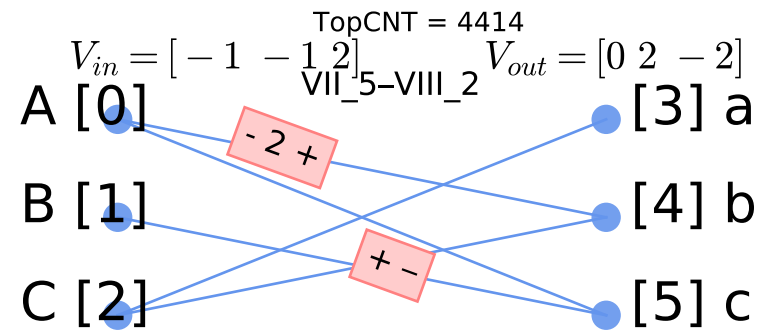 TopCNT = 4414
V_in = [ − 1 − 1 2] V_out = [0 2 − 2]
VII_5–VIII_2
A [0] [3] a
- 2 +
B [1] [4] b
+ −
C [2] [5] c